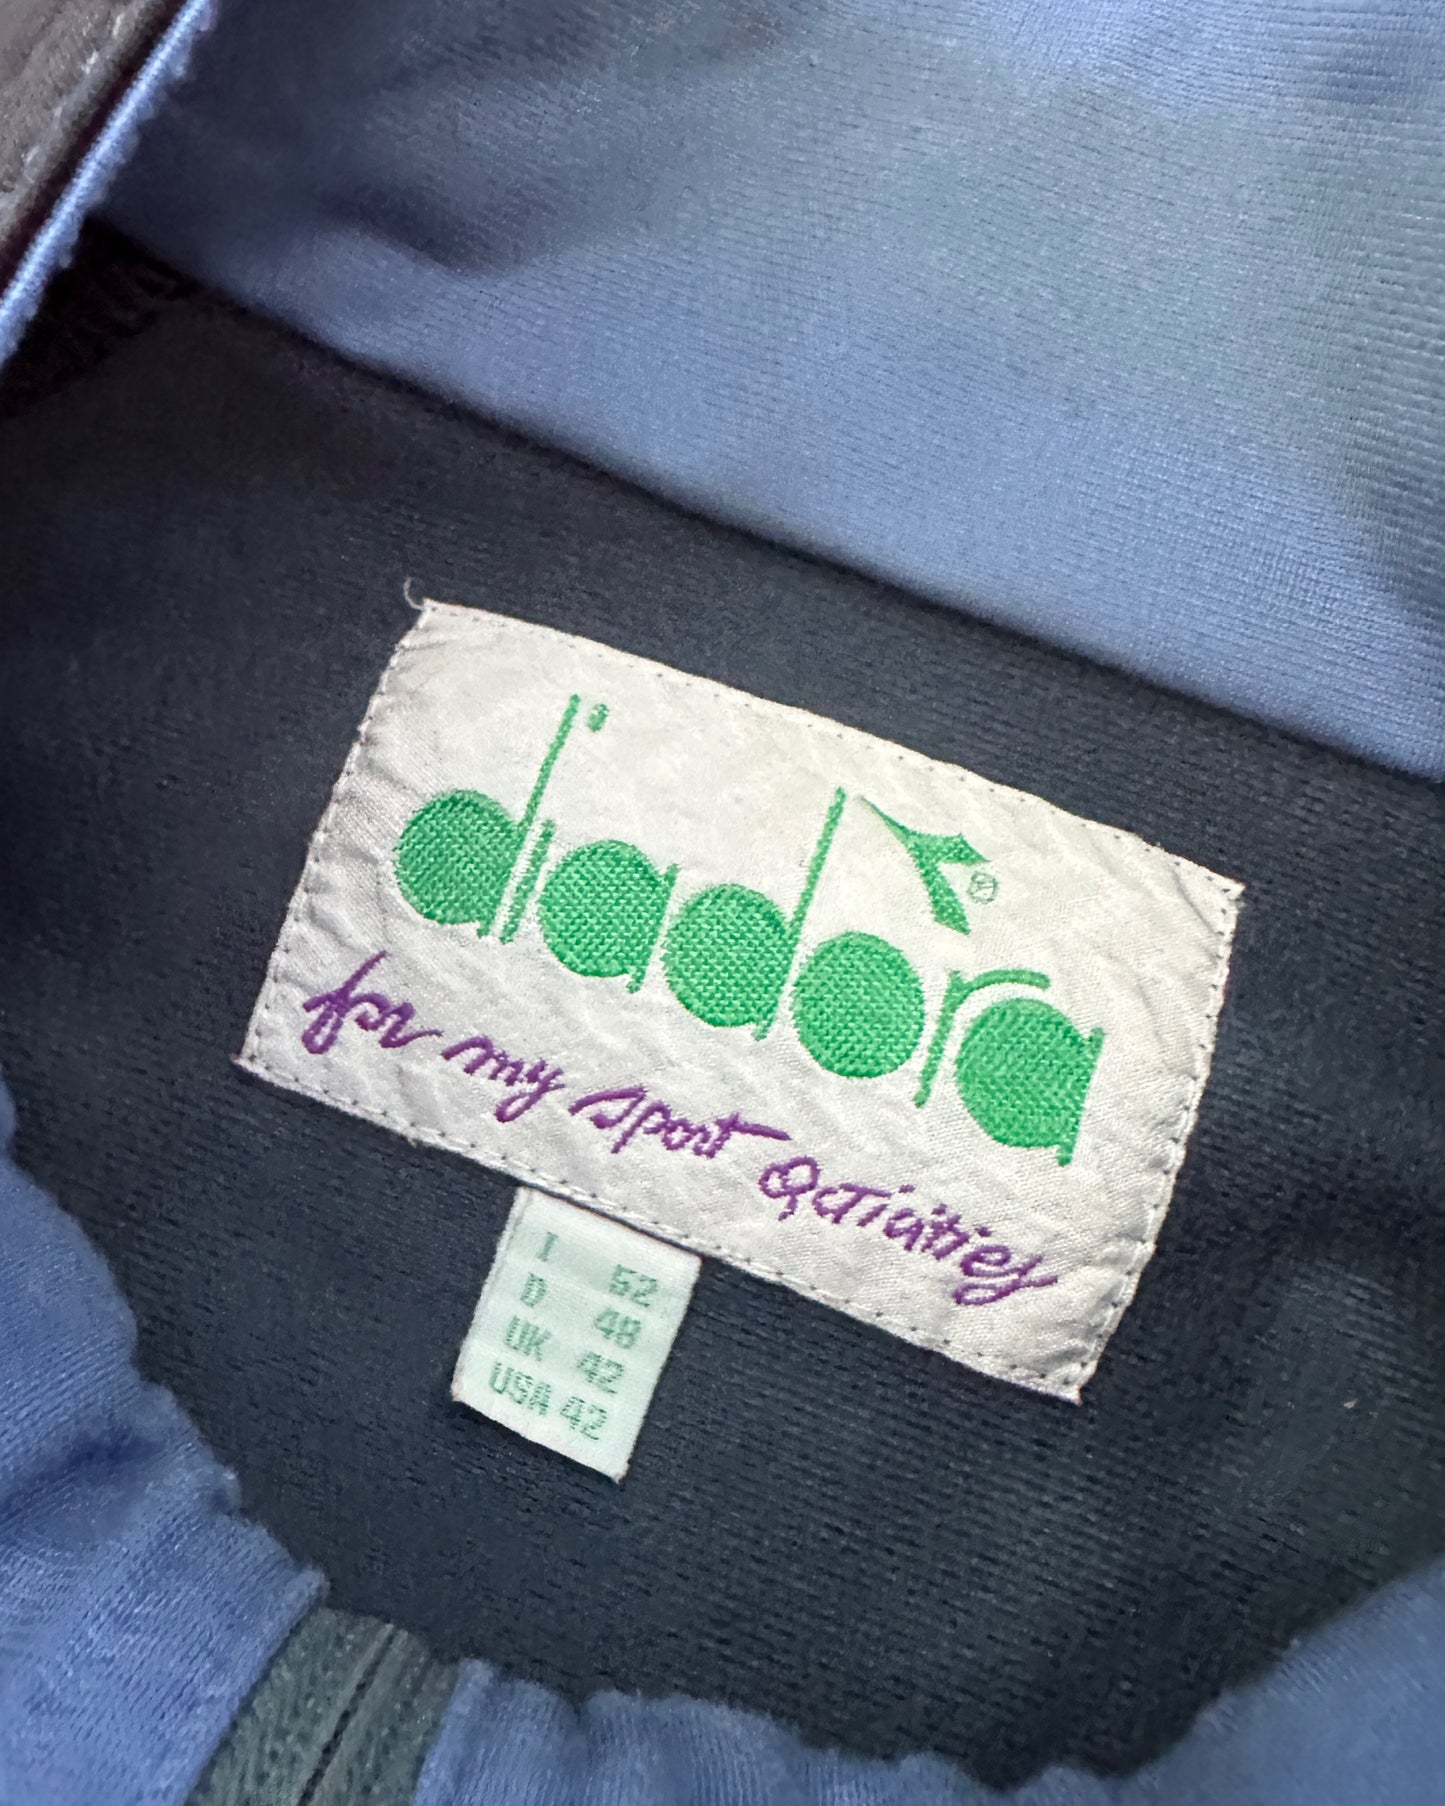 diadora ®
for my sport activities
I 52
D 48
UK 42
USA 42